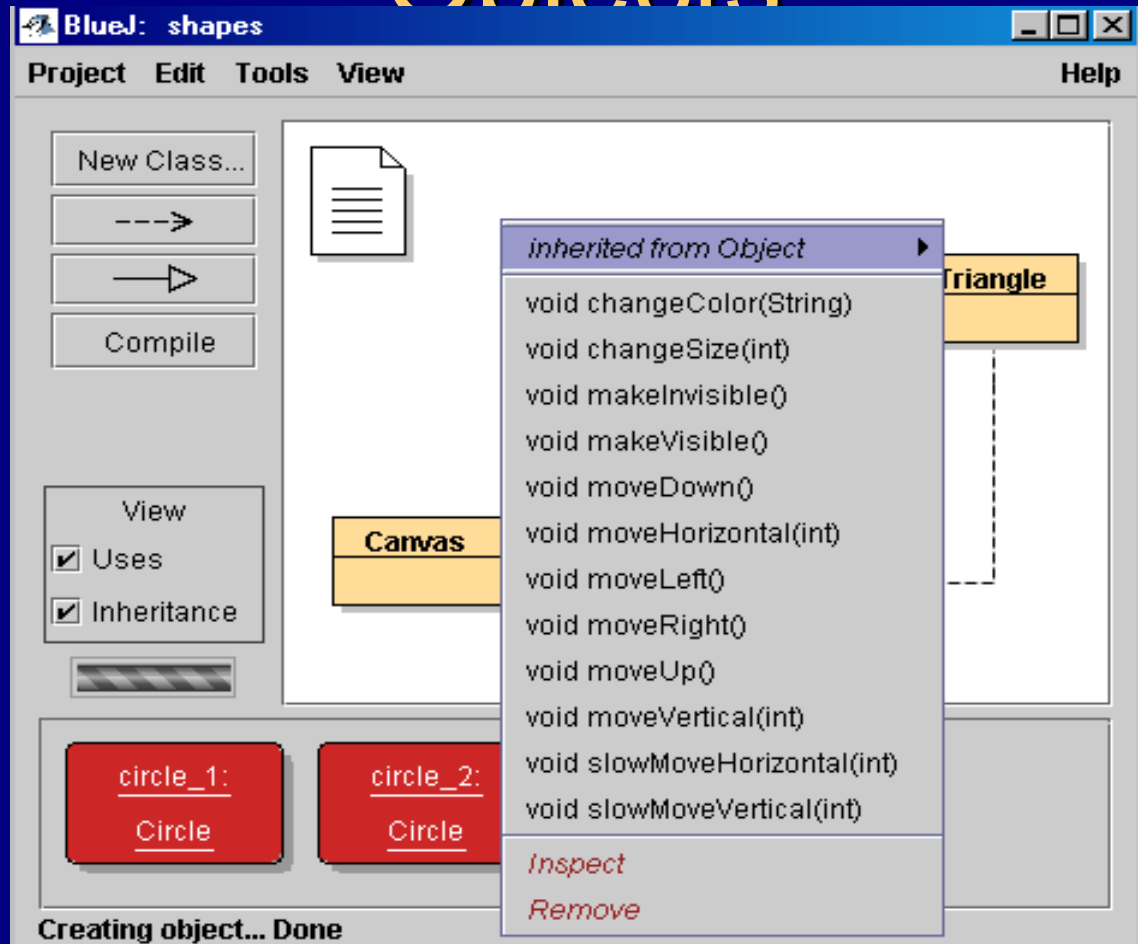 BlueJ: shapes
Project Edit Tools View Help
New Class...
Compile
View
Uses
Inheritance
inherited from Object
void changeColor(String)
void changeSize(int)
void makeInvisible()
void makeVisible()
void moveDown()
void moveHorizontal(int)
void moveLeft()
void moveRight()
void moveUp()
void moveVertical(int)
void slowMoveHorizontal(int)
void slowMoveVertical(int)
Inspect
Remove
Triangle
Canvas
circle_1:
Circle
circle_2:
Circle
Creating object... Done